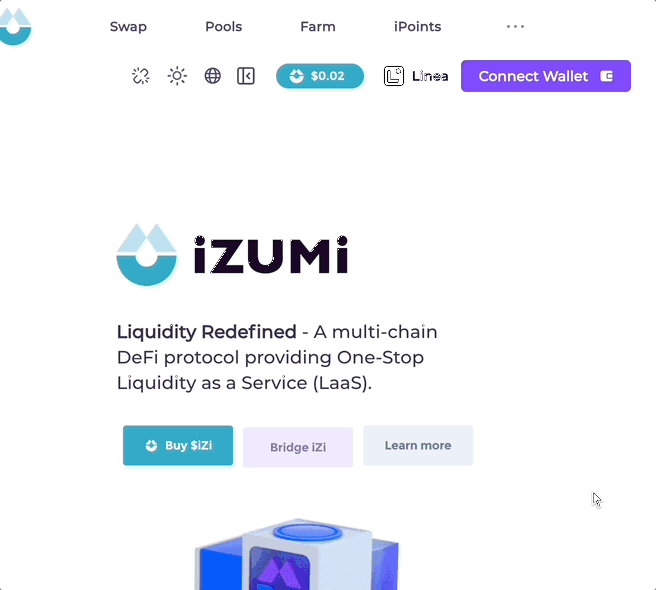 Swap Pools Farm iPoints ...
$0.02 Linea Connect Wallet
iZUMi
Liquidity Redefined - A multi-chain
DeFi protocol providing One-Stop
Liquidity as a Service (LaaS).
Buy $iZi Bridge iZi Learn more